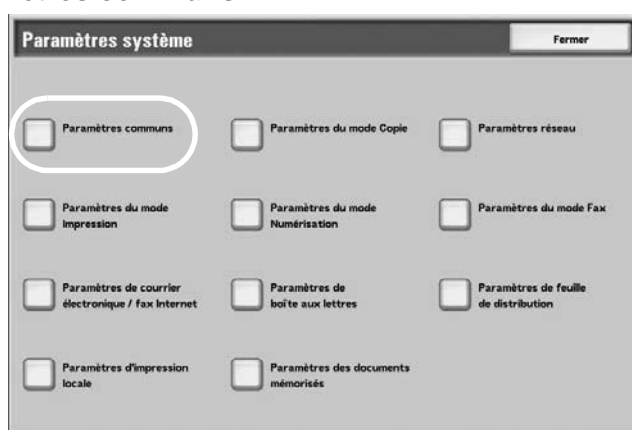 Paramètres système
Fermer
Paramètres communs
Paramètres du mode Copie
Paramètres réseau
Paramètres du mode
Impression
Paramètres du mode
Numérisation
Paramètres du mode Fax
Paramètres de courrier
électronique / fax Internet
Paramètres de
boîte aux lettres
Paramètres de feuille
de distribution
Paramètres d'impression
locale
Paramètres des documents
mémorisés